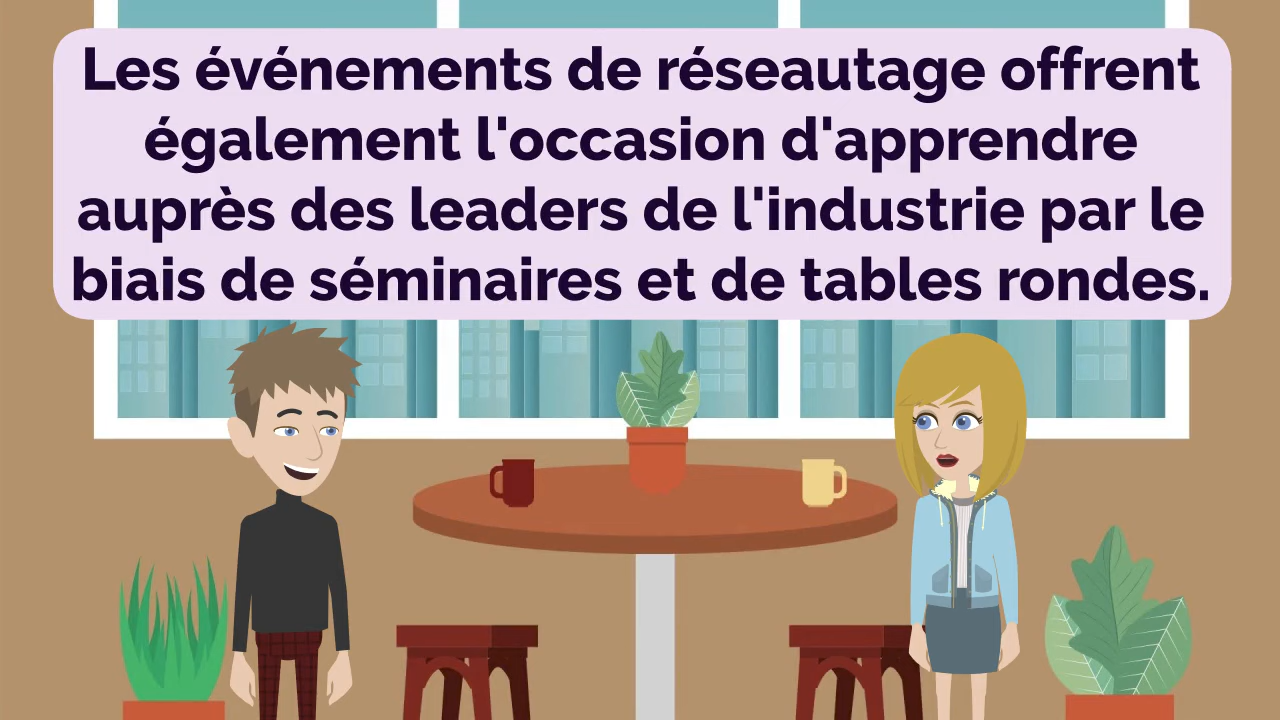 Les événements de réseautage offrent
également l'occasion d'apprendre
auprès des leaders de l'industrie par le
biais de séminaires et de tables rondes.